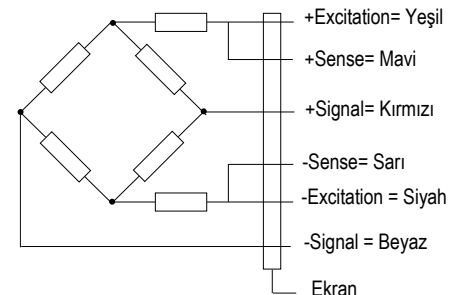 +Excitation= Yeşil
+Sense= Mavi
+Signal= Kırmızı
-Sense= Sarı
-Excitation = Siyah
-Signal = Beyaz
Ekran